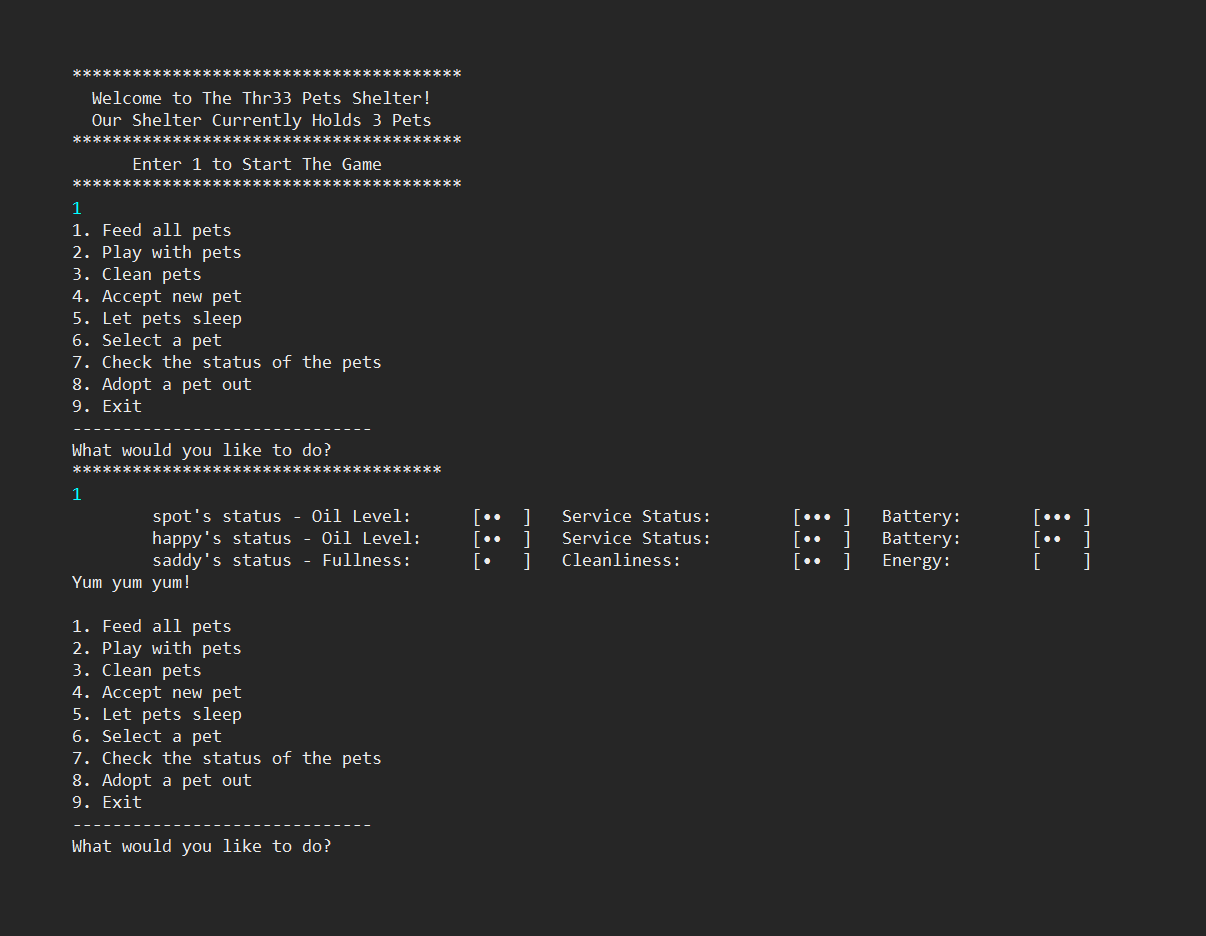 ***************************************
  Welcome to The Thr33 Pets Shelter!
  Our Shelter Currently Holds 3 Pets
***************************************
      Enter 1 to Start The Game
***************************************
1
1. Feed all pets
2. Play with pets
3. Clean pets
4. Accept new pet
5. Let pets sleep
6. Select a pet
7. Check the status of the pets
8. Adopt a pet out
9. Exit
------------------------------
What would you like to do?
*************************************
1
        spot's status - Oil Level:      [••  ]   Service Status:        [••• ]   Battery:       [••• ]
        happy's status - Oil Level:     [••  ]   Service Status:        [••  ]   Battery:       [••  ]
        saddy's status - Fullness:      [•   ]   Cleanliness:           [••  ]   Energy:        [    ]
Yum yum yum!

1. Feed all pets
2. Play with pets
3. Clean pets
4. Accept new pet
5. Let pets sleep
6. Select a pet
7. Check the status of the pets
8. Adopt a pet out
9. Exit
------------------------------
What would you like to do?